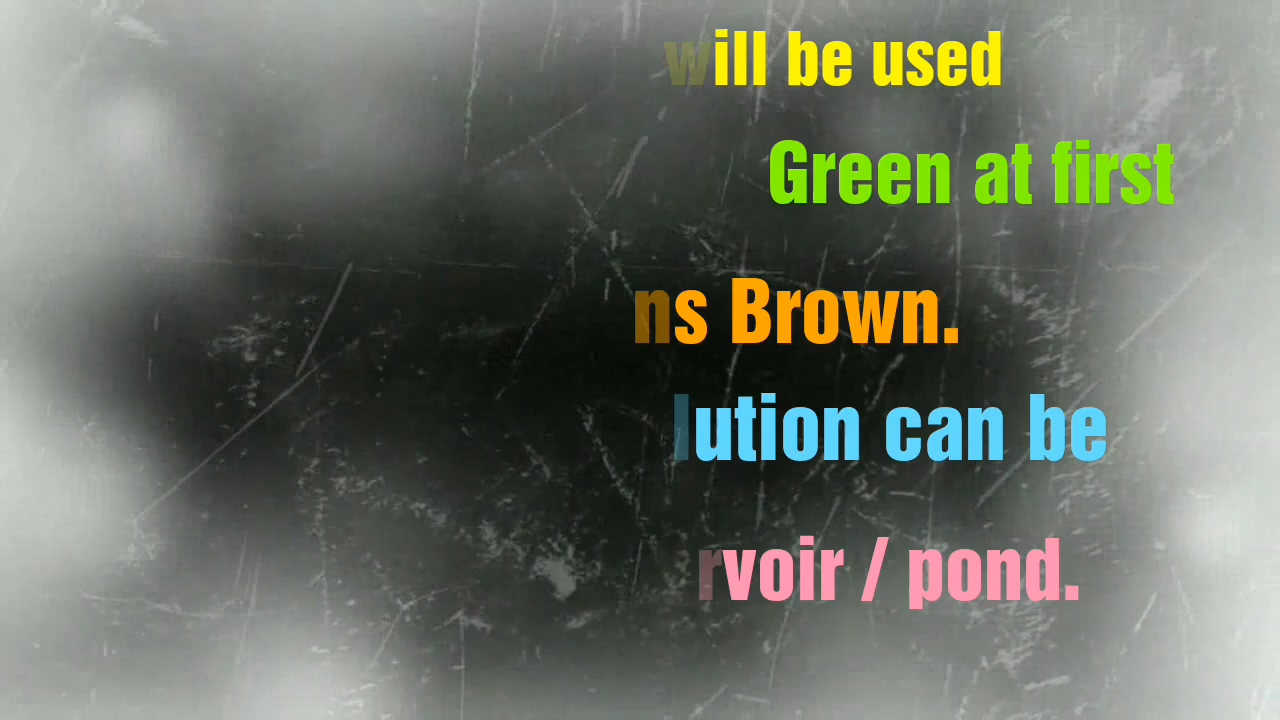 will be used
Green at first
ns Brown.
lution can be
rvoir / pond.